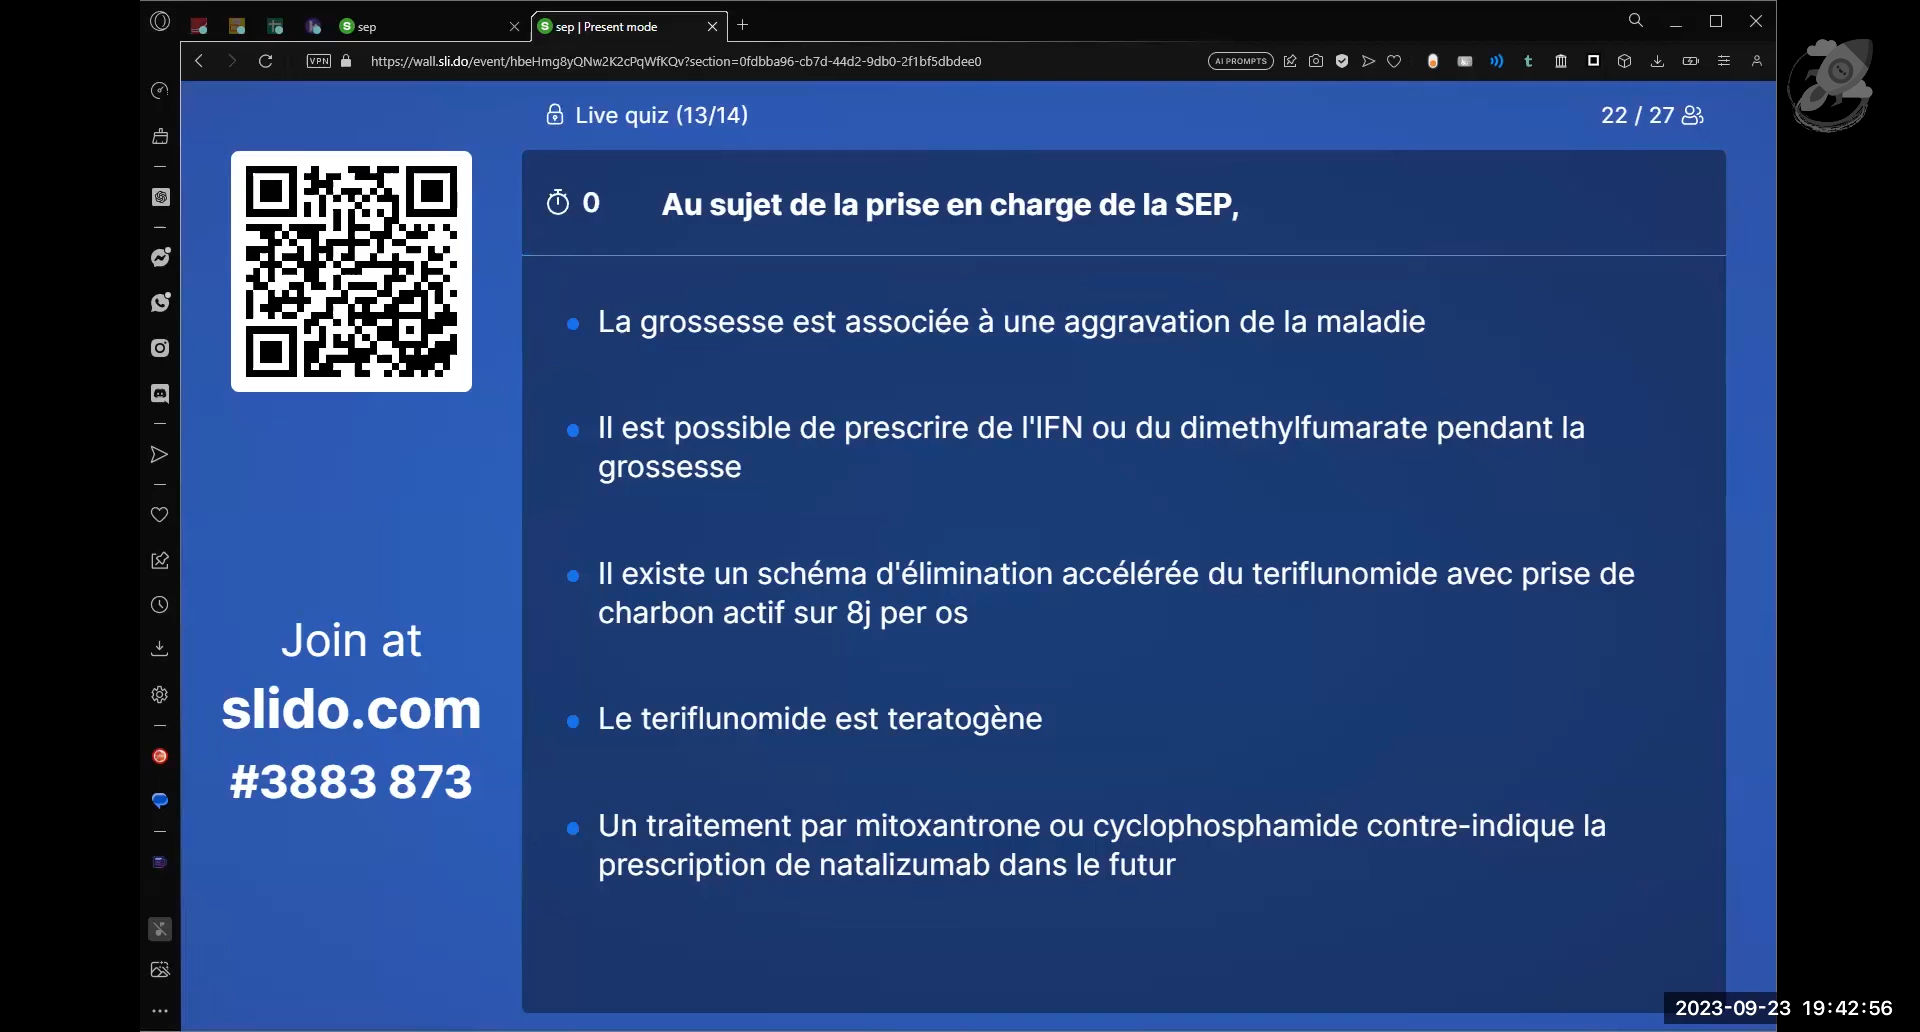 sep
sep | Present mode
VPN
https://wall.sli.do/event/hbeHmg8yQNw2K2cPqWfKQv?section=0fdbba96-cb7d-44d2-9db0-2f1bf5dbdee0
AI PROMPTS
Live quiz (13/14)
22 / 27
0
Au sujet de la prise en charge de la SEP,
La grossesse est associée à une aggravation de la maladie
Il est possible de prescrire de l'IFN ou du dimethylfumarate pendant la
grossesse
Il existe un schéma d'élimination accélérée du teriflunomide avec prise de
charbon actif sur 8j per os
Le teriflunomide est teratogène
Un traitement par mitoxantrone ou cyclophosphamide contre-indique la
prescription de natalizumab dans le futur
Join at
slido.com
#3883 873
2023-09-23 19:42:56